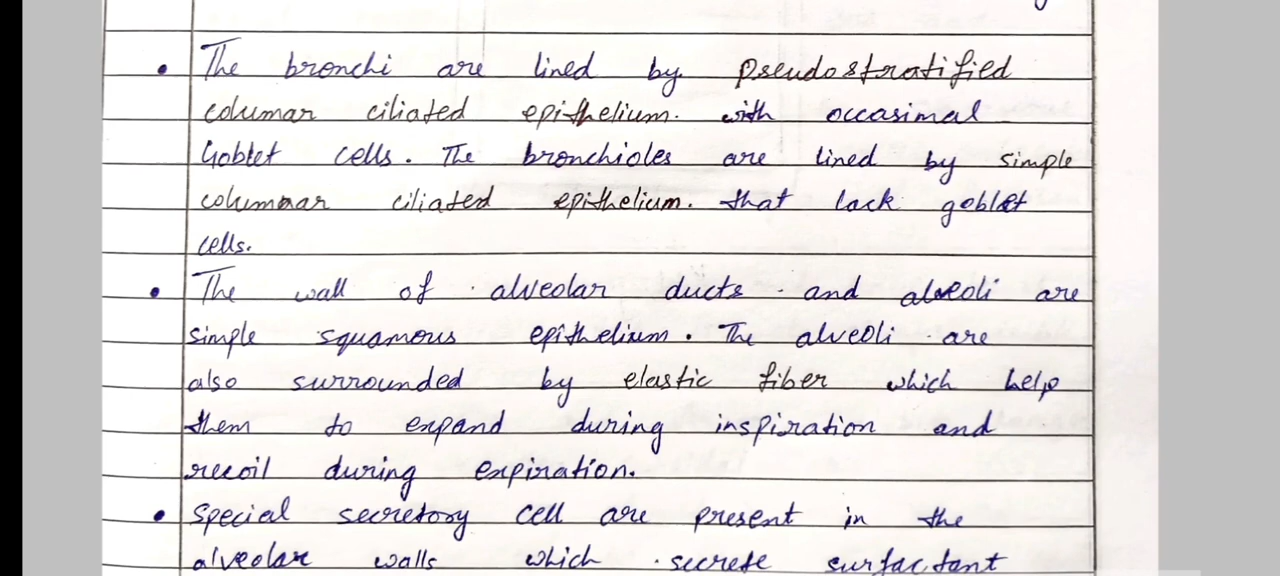 • The bronchi are lined by pseudostratified
columar ciliated epithelium. with occasimal
Goblet cells. The bronchioles are lined by simple
columnar ciliated epithelium. that lack goblet
cells.
• The wall of alveolar ducts and alveoli are
simple squamous epithelium. The alveoli are
also surrounded by elastic fiber which help
them to expand during inspiration and
recoil during expiration.
• Special secretory cell are present in the
alveolar walls which secrete surfactant